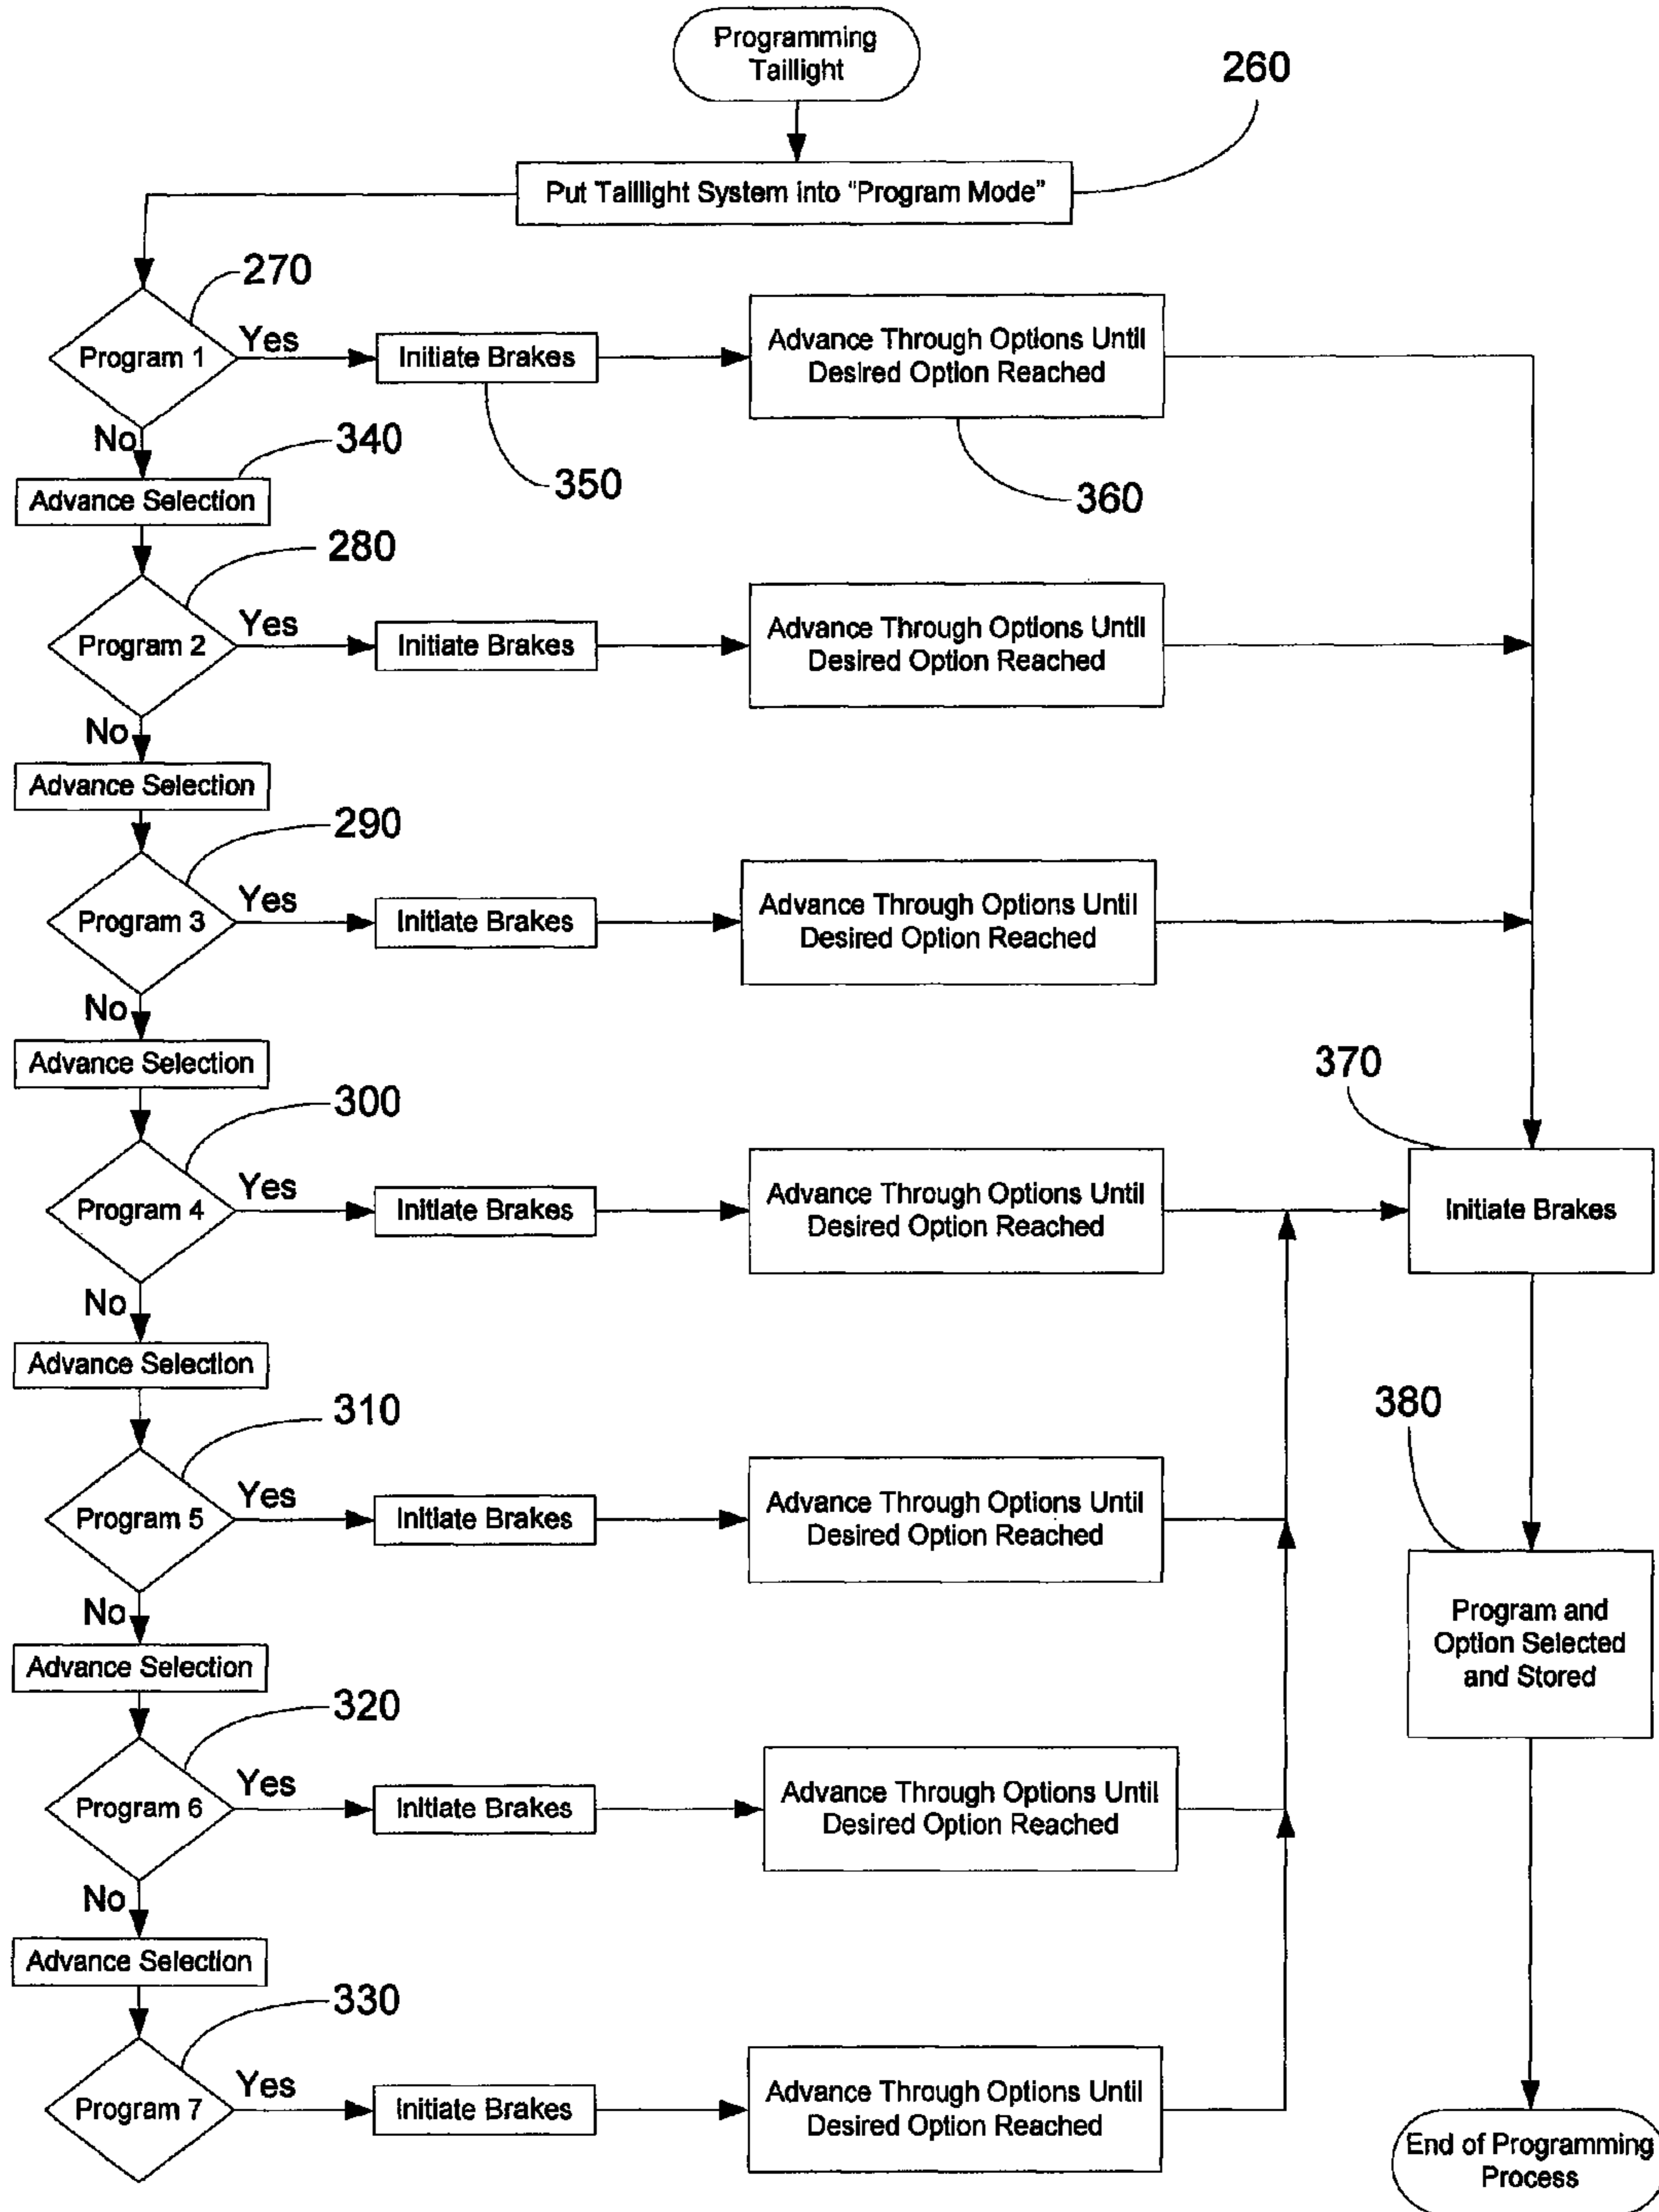 Programming
Taillight
260
Put Taillight System into "Program Mode"
270
Program 1
Yes
Initiate Brakes
Advance Through Options Until
Desired Option Reached
No
340
350
360
Advance Selection
280
Program 2
Yes
Initiate Brakes
Advance Through Options Until
Desired Option Reached
No
Advance Selection
290
Program 3
Yes
Initiate Brakes
Advance Through Options Until
Desired Option Reached
No
Advance Selection
370
300
Program 4
Yes
Initiate Brakes
Advance Through Options Until
Desired Option Reached
Initiate Brakes
No
Advance Selection
380
310
Program 5
Yes
Initiate Brakes
Advance Through Options Until
Desired Option Reached
Program and
Option Selected
and Stored
No
Advance Selection
320
Program 6
Yes
Initiate Brakes
Advance Through Options Until
Desired Option Reached
No
Advance Selection
330
Program 7
Yes
Initiate Brakes
Advance Through Options Until
Desired Option Reached
End of Programming
Process